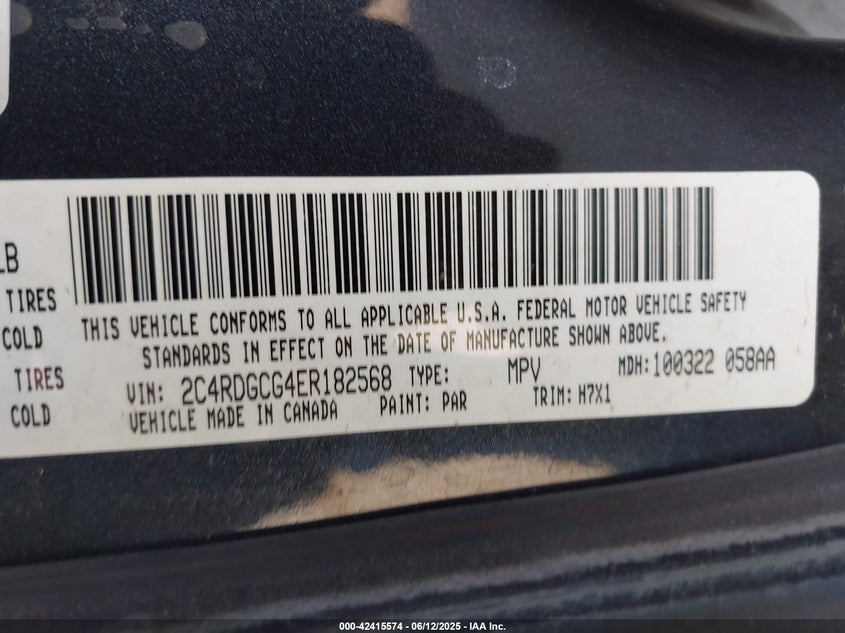 LB
TIRES
COLD
TIRES
COLD
THIS VEHICLE CONFORMS TO ALL APPLICABLE U.S.A. FEDERAL MOTOR VEHICLE SAFETY
STANDARDS IN EFFECT ON THE DATE OF MANUFACTURE SHOWN ABOVE.
VIN: 2C4RDGCG4ER182568 TYPE: MPV MDH: 100322 058AA
VEHICLE MADE IN CANADA PAINT: PAR TRIM: H7X1
000-42415574 - 06/12/2025 - IAA Inc.